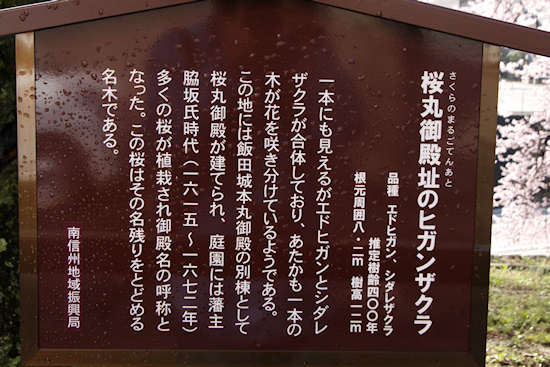 さくらのまるごてんあと
桜丸御殿址のヒガンザクラ
品種 エドヒガン、シダレザクラ
推定樹齢四〇〇年
根元周囲八・二m 樹高一二m
一本にも見えるがエドヒガンとシダレ
ザクラが合体しており、あたかも一本の
木が花を咲き分けているようである。
この地には飯田城本丸御殿の別棟として
桜丸御殿が建てられ、庭園には藩主
脇坂氏時代(一六一五〜一六七二年)
多くの桜が植栽され御殿名の呼称と
なった。この桜はその名残りをとどめる
名木である。
南信州地域振興局